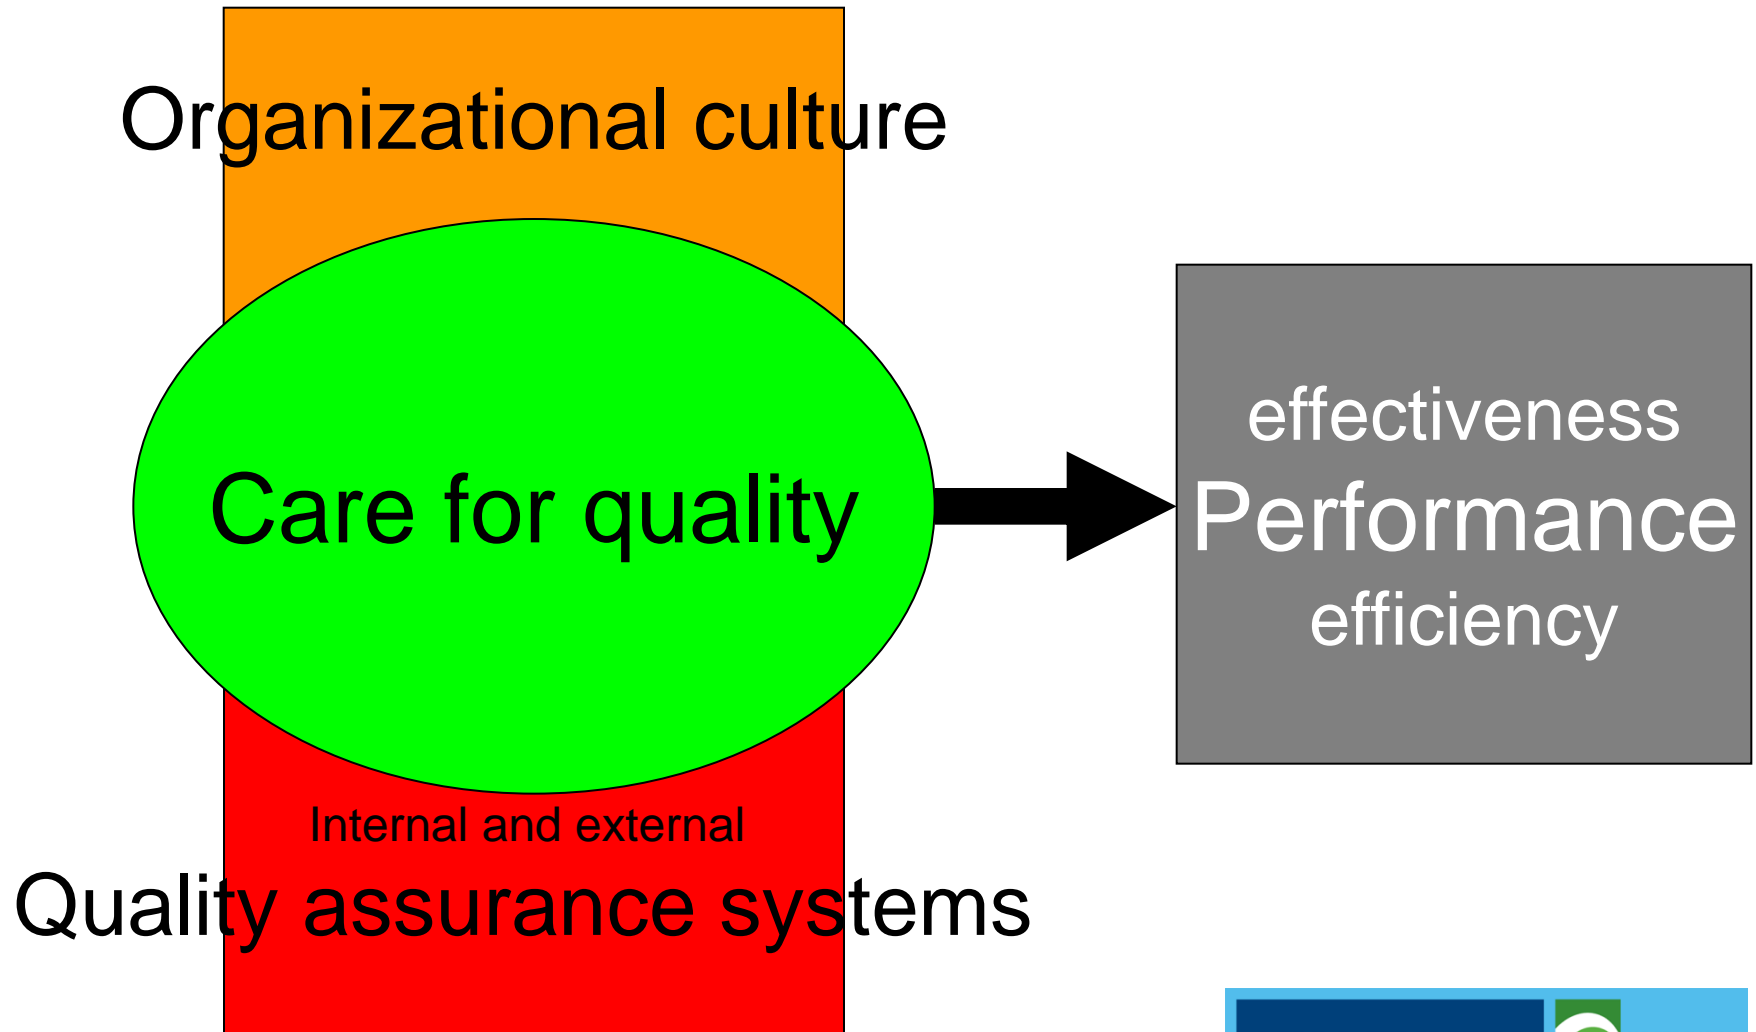 Organizational culture
Care for quality
Internal and external
Quality assurance systems
effectiveness
Performance
efficiency